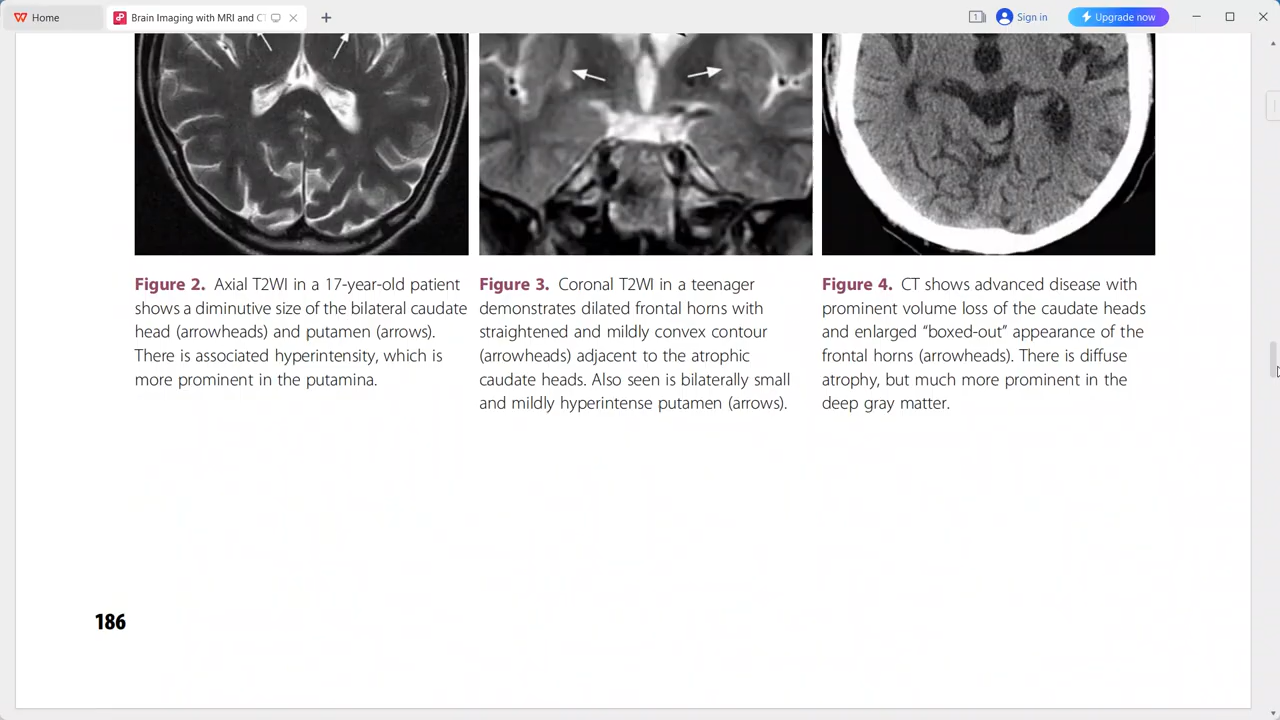 Home
Brain Imaging with MRI and C
1
Sign in
Upgrade now
Figure 2. Axial T2WI in a 17-year-old patient
shows a diminutive size of the bilateral caudate
head (arrowheads) and putamen (arrows).
There is associated hyperintensity, which is
more prominent in the putamina.
Figure 3. Coronal T2WI in a teenager
demonstrates dilated frontal horns with
straightened and mildly convex contour
(arrowheads) adjacent to the atrophic
caudate heads. Also seen is bilaterally small
and mildly hyperintense putamen (arrows).
Figure 4. CT shows advanced disease with
prominent volume loss of the caudate heads
and enlarged “boxed-out” appearance of the
frontal horns (arrowheads). There is diffuse
atrophy, but much more prominent in the
deep gray matter.
186